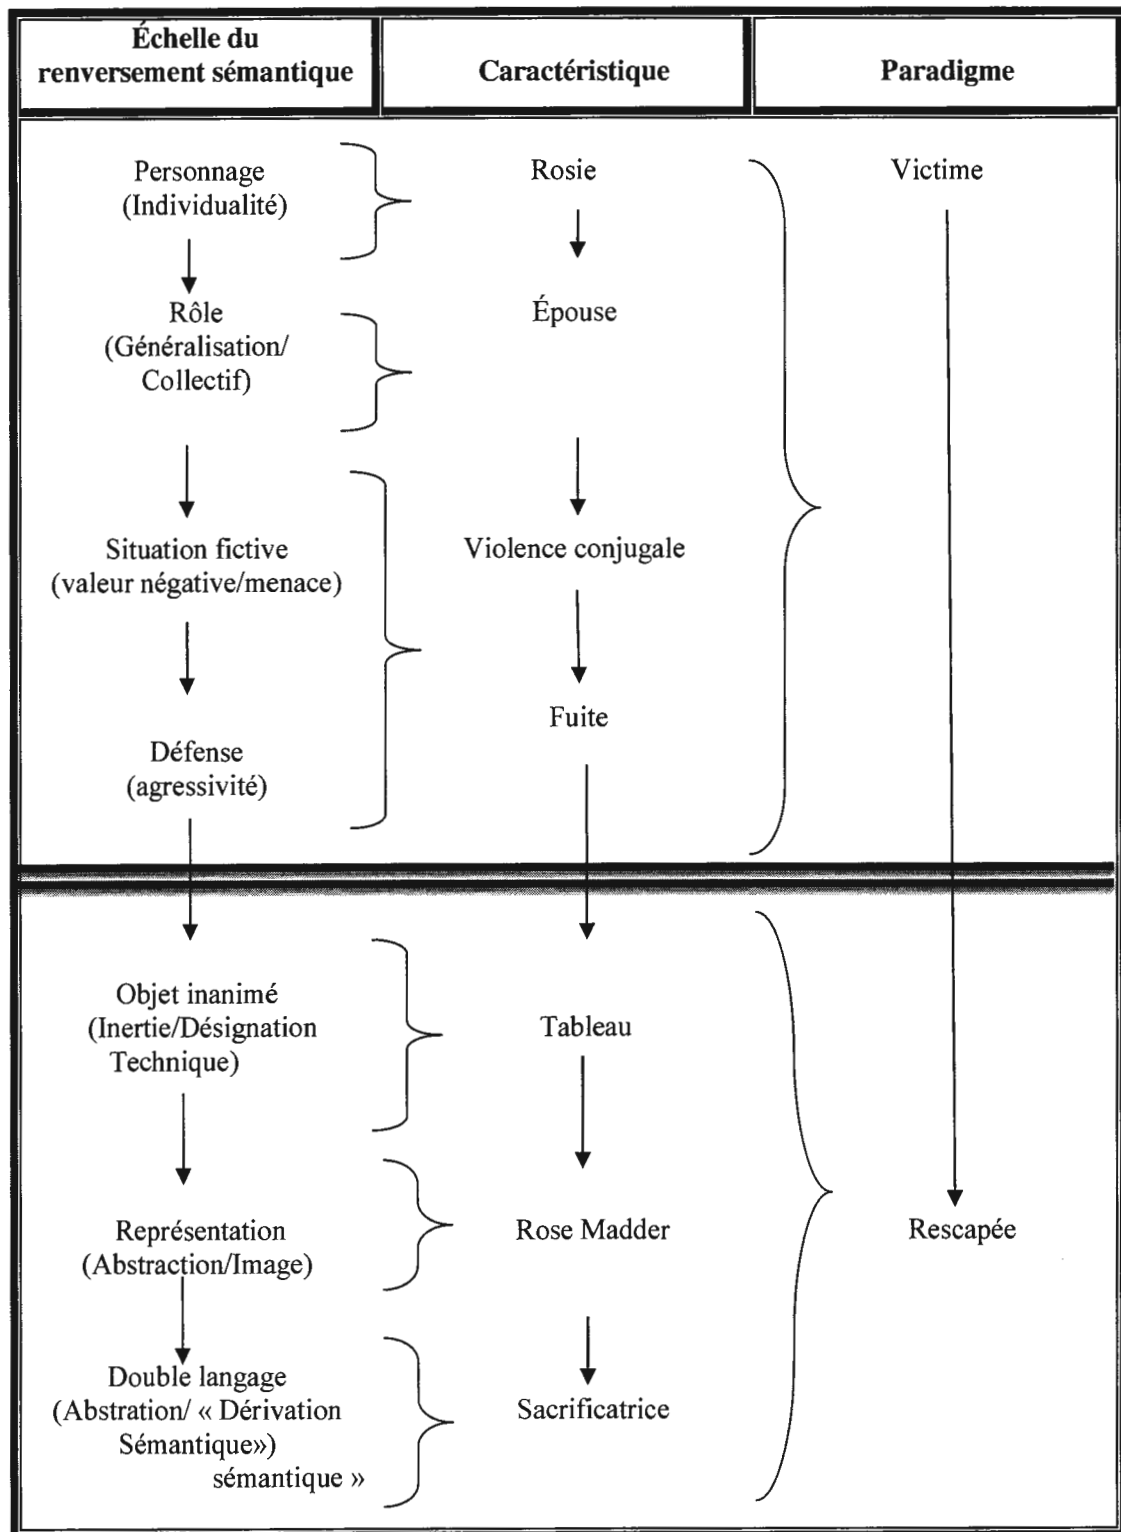 Échelle du
renversement sémantique
Caractéristique
Paradigme
Personnage
(Individualité)
Rosie
Victime
Rôle
(Généralisation/
Collectif)
Épouse
Situation fictive
(valeur négative/menace)
Violence conjugale
Fuite
Défense
(agressivité)
Objet inanimé
(Inertie/Désignation
Technique)
Tableau
Représentation
(Abstraction/Image)
Rose Madder
Rescapée
Double langage
(Abstration/ « Dérivation
Sémantique»)
sémantique »
Sacrificatrice